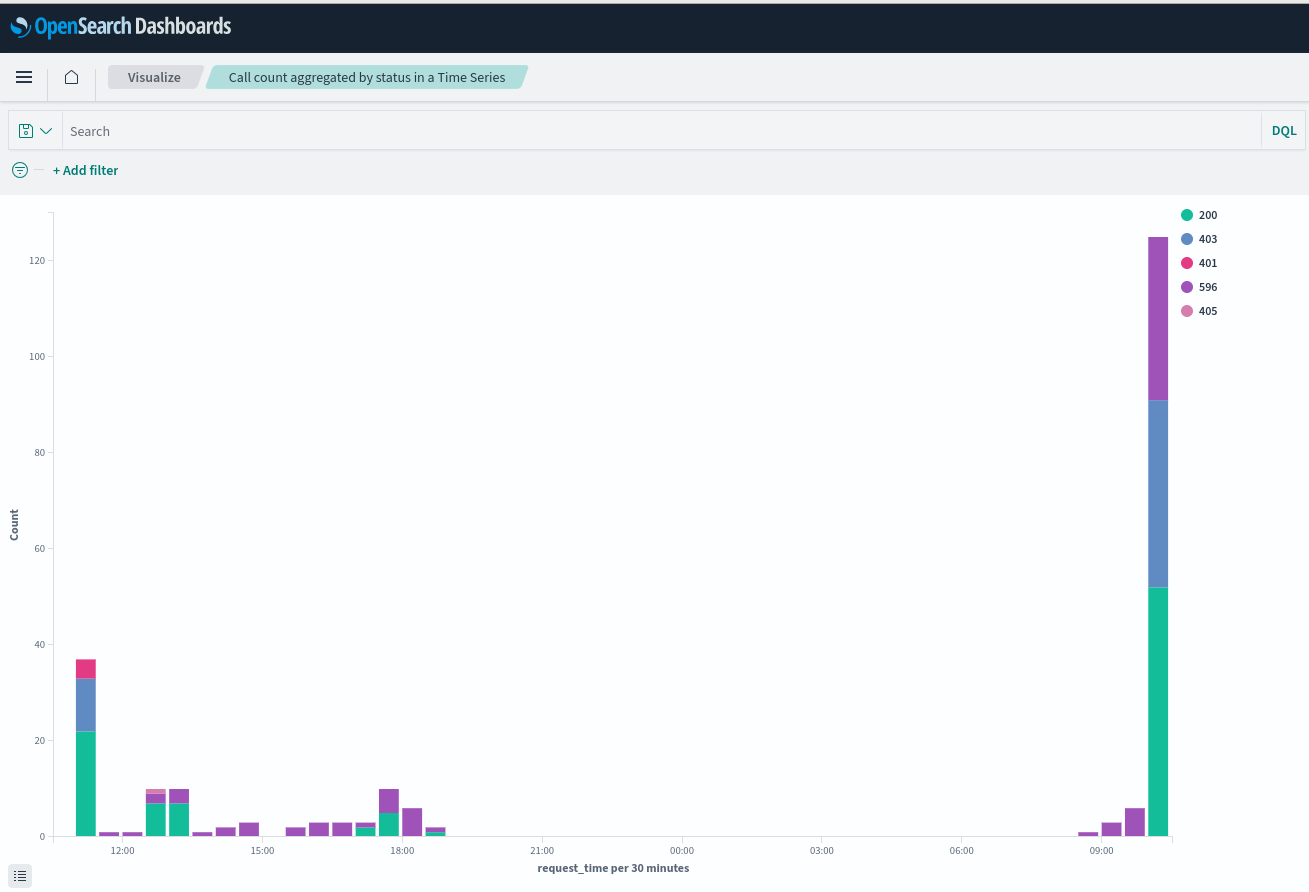 OpenSearch Dashboards
Visualize
Call count aggregated by status in a Time Series
Search
DQL
+ Add filter
200
403
401
596
405
120
100
80
60
40
20
0
Count
12:00
15:00
18:00
21:00
00:00
03:00
06:00
09:00
request_time per 30 minutes